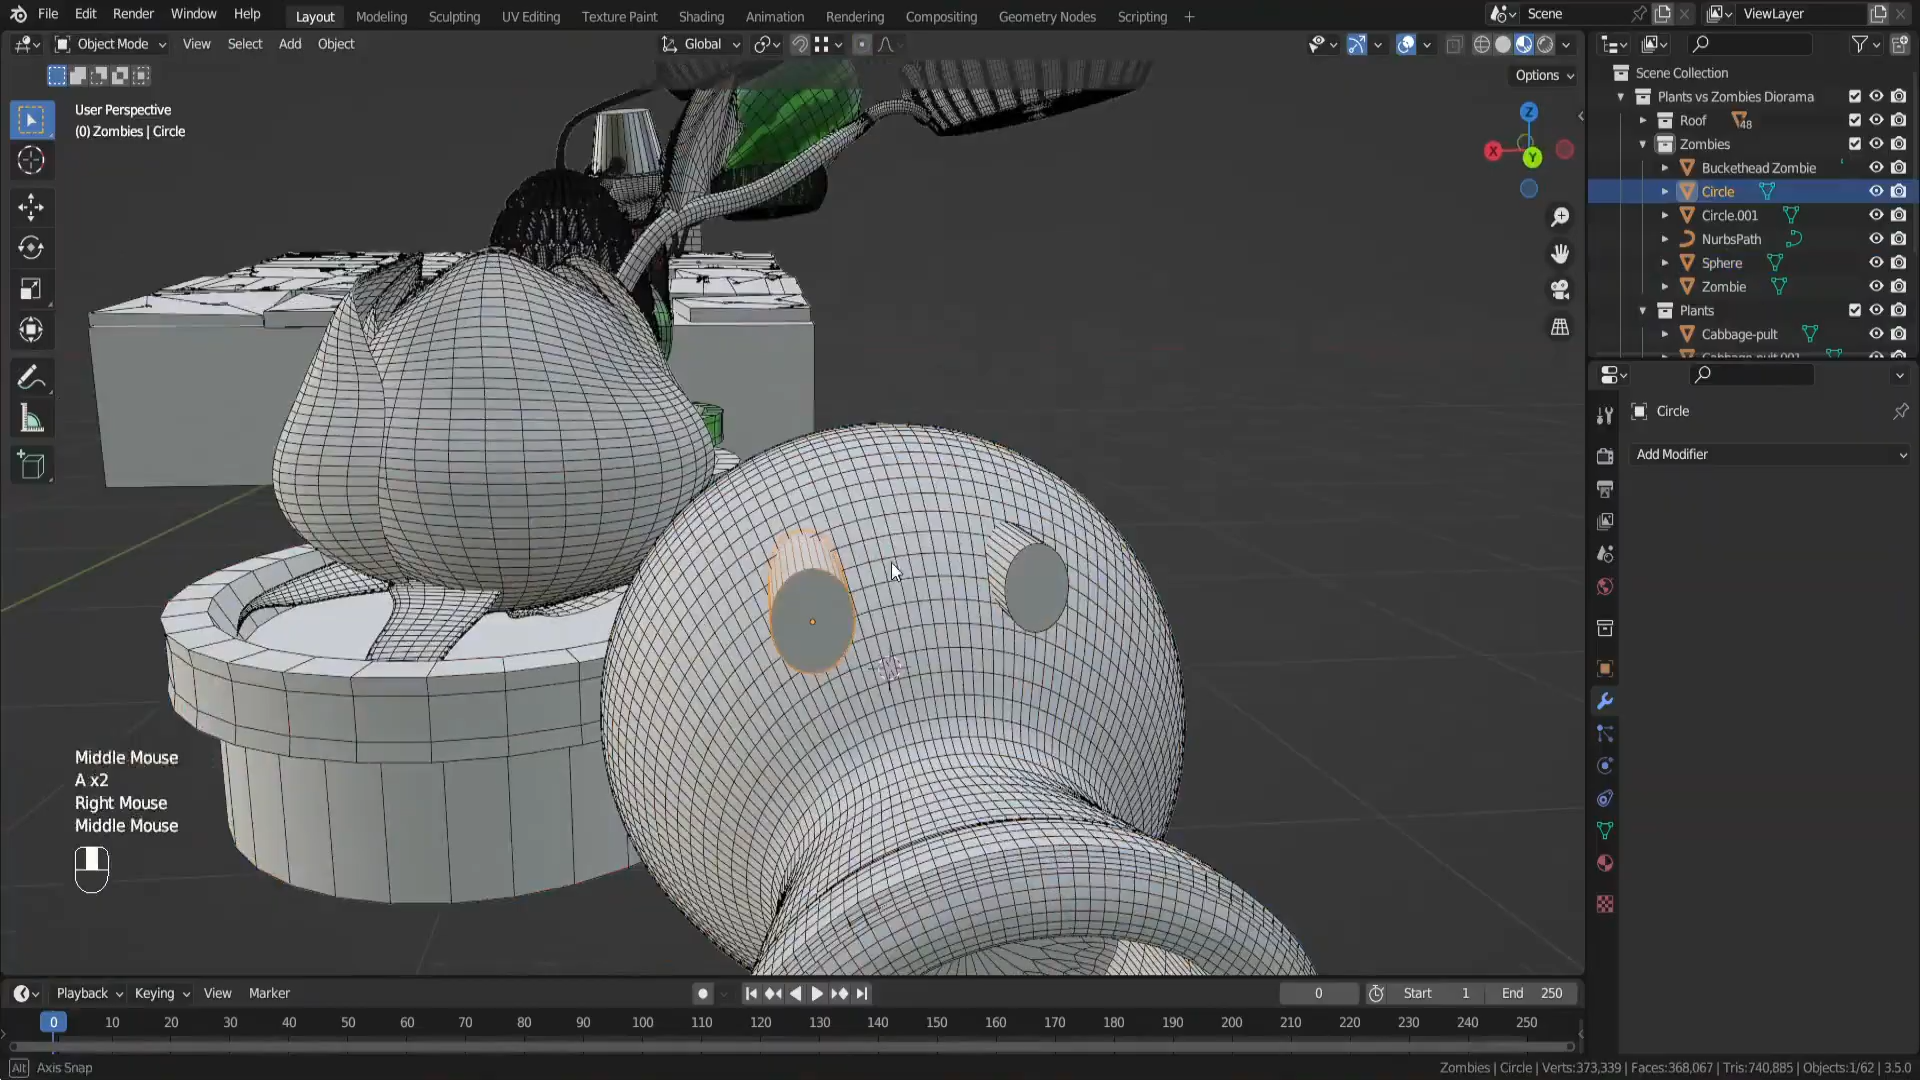 File Edit Render Window Help
Layout Modeling Sculpting UV Editing Texture Paint Shading Animation Rendering Compositing Geometry Nodes Scripting +
Scene
ViewLayer
Object Mode View Select Add Object
Global
Options
User Perspective
(0) Zombies | Circle
Z
X
Y
Scene Collection
Plants vs Zombies Diorama
Roof 48
Zombies
Buckethead Zombie
Circle
Circle.001
NurbsPath
Sphere
Zombie
Plants
Cabbage-pult
Cabbage-pult.001
Circle
Add Modifier
Middle Mouse
A x2
Right Mouse
Middle Mouse
Playback Keying View Marker
0 Start 1 End 250
0 10 20 30 40 50 60 70 80 90 100 110 120 130 140 150 160 170 180 190 200 210 220 230 240 250
Alt Axis Snap
Zombies | Circle | Verts:373,339 | Faces:368,067 | Tris:740,885 | Objects:1/62 | 3.5.0